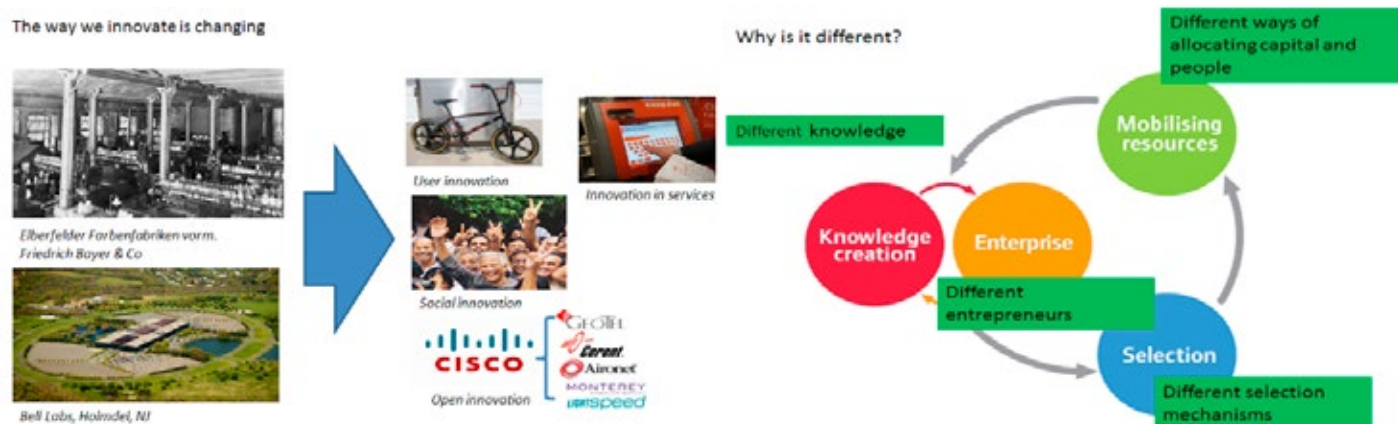 The way we innovate is changing
Elberfelder Farbenfabriken vorm.
Friedrich Bayer & Co
Bell Labs, Holmdel, NJ
User innovation
Innovation in services
Social innovation
CISCO
Open innovation
GEOTEL
Cerent
Aironet
MONTEREY
LIGHTspeed
Why is it different?
Different ways of
allocating capital and
people
Mobilising
resources
Different knowledge
Knowledge
creation
Enterprise
Different
entrepreneurs
Selection
Different selection
mechanisms